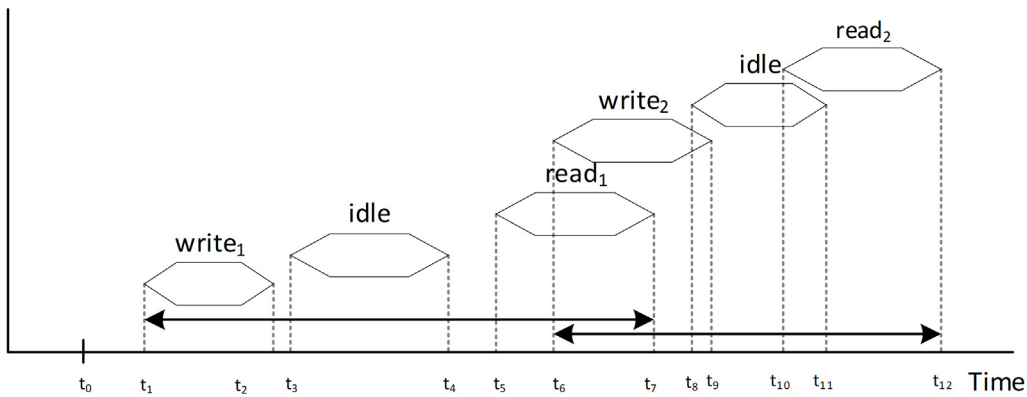 read₂
idle
write₂
read₁
idle
write₁
t₀ t₁ t₂ t₃ t₄ t₅ t₆ t₇ t₈ t₉ t₁₀ t₁₁ t₁₂ Time